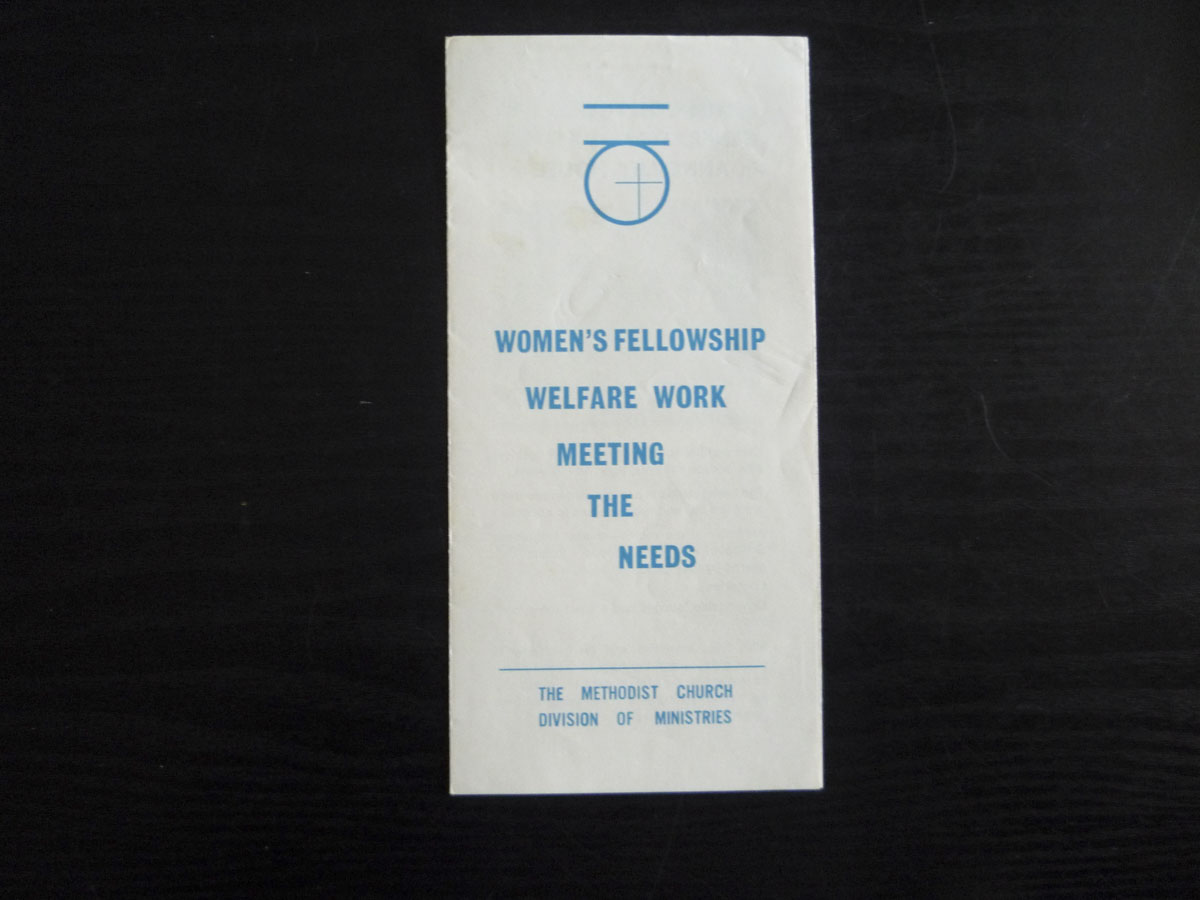 WOMEN'S FELLOWSHIP
WELFARE WORK
MEETING
THE
NEEDS
THE METHODIST CHURCH
DIVISION OF MINISTRIES